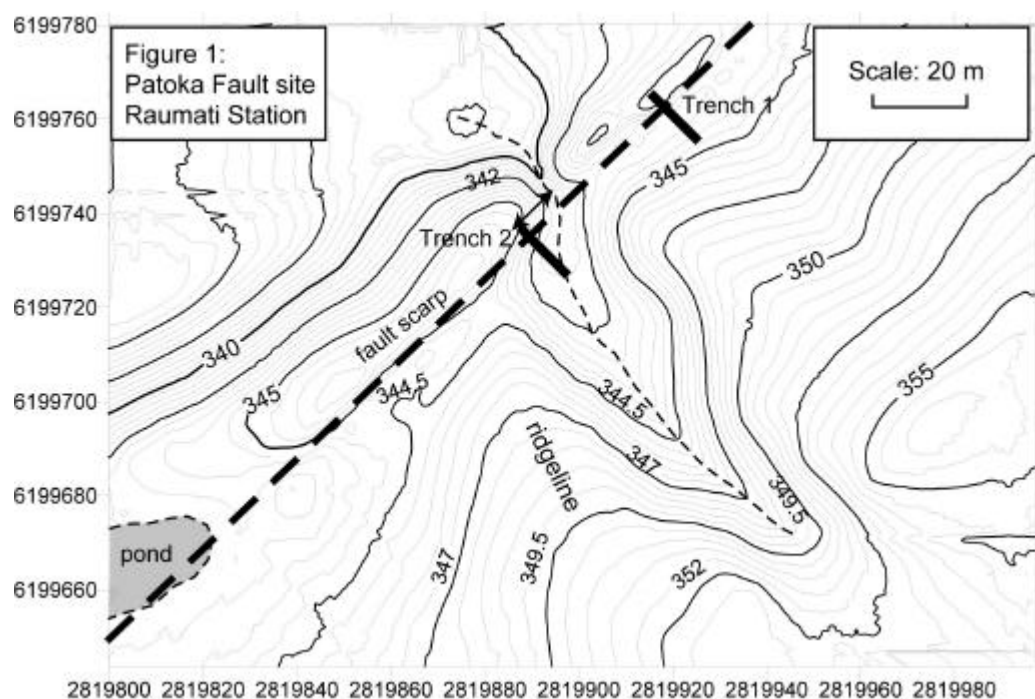 6199780
6199760
6199740
6199720
6199700
6199680
6199660
Figure 1:
Patoka Fault site
Raumati Station
Scale: 20 m
Trench 1
342
345
Trench 2
350
340
fault scarp
344.5
345
355
344.5
ridgeline
347
349.5
pond
347
349.5
352
2819800 2819820 2819840 2819860 2819880 2819900 2819920 2819940 2819960 2819980